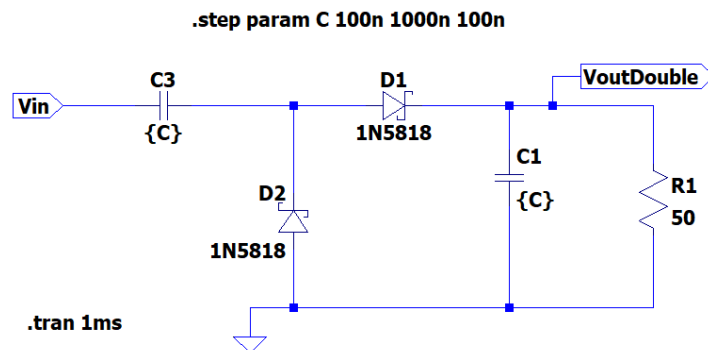 .step param C 100n 1000n 100n
C3
D1
VoutDouble
Vin
{C}
1N5818
C1
{C}
R1
50
D2
1N5818
.tran 1ms